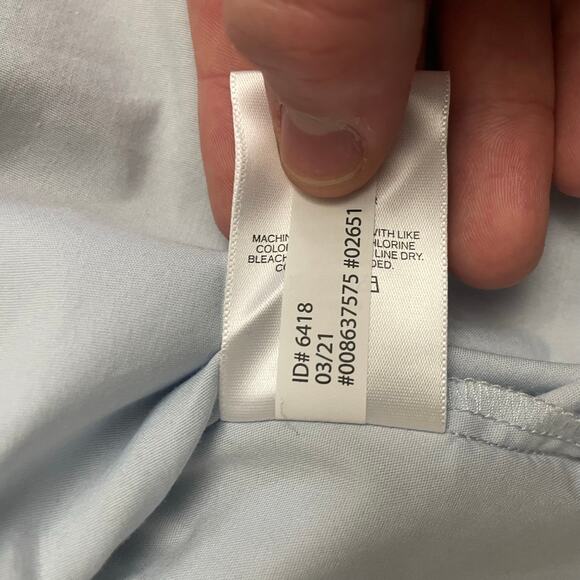 MACHIN WITH LIKE
COLO HLORINE
BLEACH LINE DRY.
CO DED.
ID# 6418
03/21
#008637575 #02651